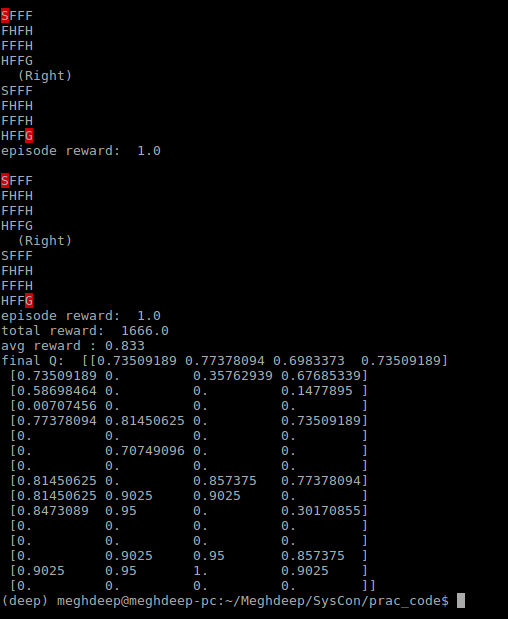 SFFF
FHFH
FFFH
HFFG
  (Right)
SFFF
FHFH
FFFH
HFFG
episode reward:  1.0

SFFF
FHFH
FFFH
HFFG
  (Right)
SFFF
FHFH
FFFH
HFFG
episode reward:  1.0
total reward:  1666.0
avg reward : 0.833
final Q:  [[0.73509189 0.77378094 0.6983373  0.73509189]
 [0.73509189 0.         0.35762939 0.67685339]
 [0.58698464 0.         0.         0.1477895 ]
 [0.00707456 0.         0.         0.        ]
 [0.77378094 0.81450625 0.         0.73509189]
 [0.         0.         0.         0.        ]
 [0.         0.70749096 0.         0.        ]
 [0.         0.         0.         0.        ]
 [0.81450625 0.         0.857375   0.77378094]
 [0.81450625 0.9025     0.9025     0.        ]
 [0.8473089  0.95       0.         0.30170855]
 [0.         0.         0.         0.        ]
 [0.         0.         0.         0.        ]
 [0.         0.9025     0.95       0.857375  ]
 [0.9025     0.95       1.         0.9025    ]
 [0.         0.         0.         0.        ]]
(deep) meghdeep@meghdeep-pc:~/Meghdeep/SysCon/prac_code$